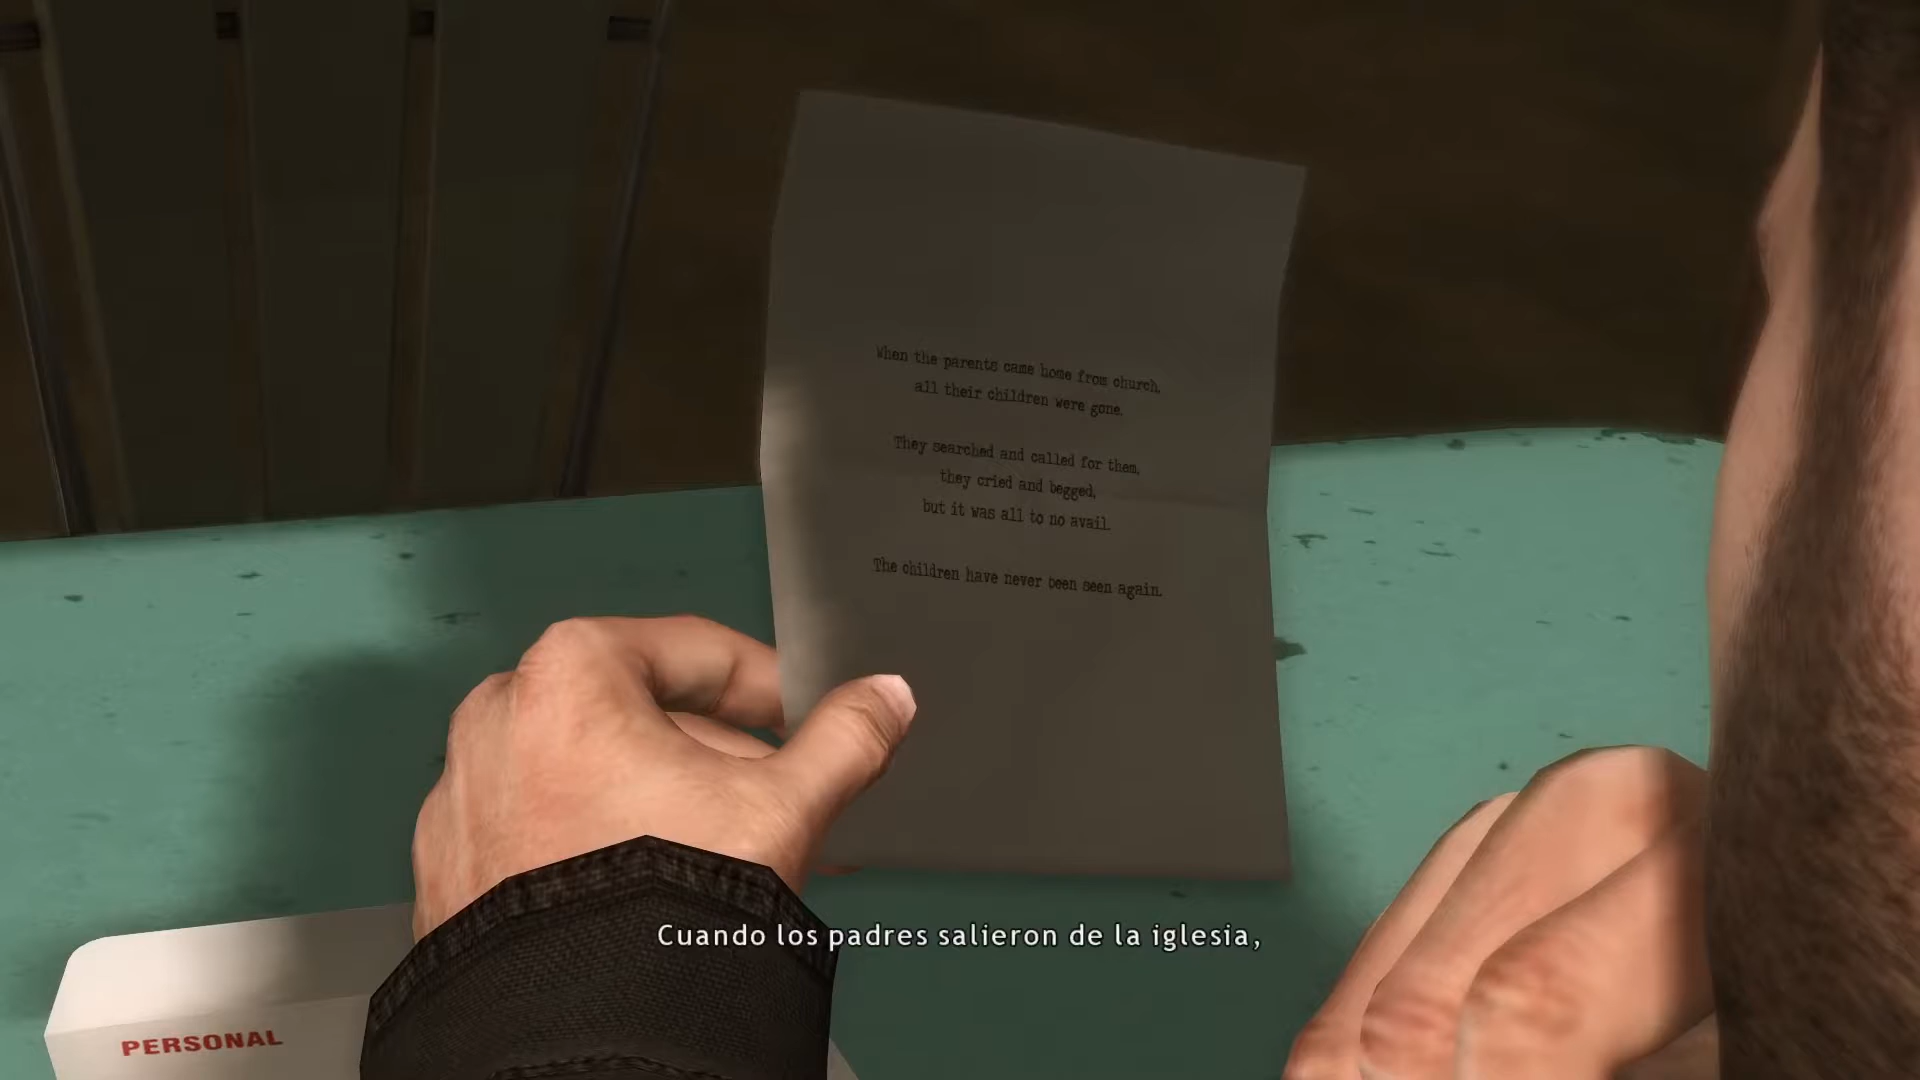 When the parents came home from church,
all their children were gone.
They searched and called for them,
they cried and begged,
but it was all to no avail.
The children have never been seen again.
Cuando los padres salieron de la iglesia,
PERSONAL